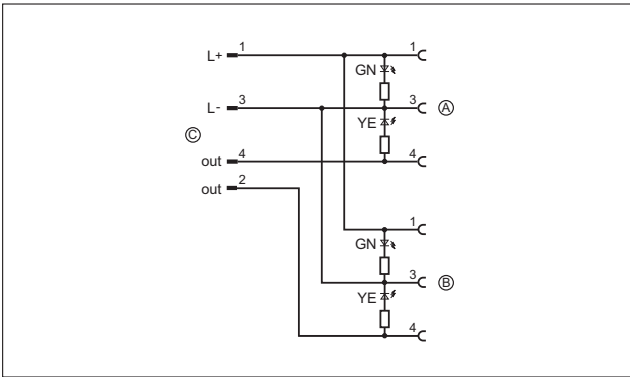 L+ 1 1
GN
L- 3 3 Ⓐ
YE
Ⓒ
out 4 4
out 2
1
GN
3 Ⓑ
YE
4